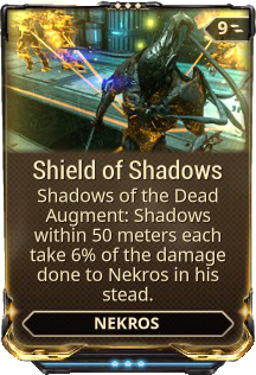 9
Shield of Shadows
Shadows of the Dead
Augment: Shadows
within 50 meters each
take 6% of the damage
done to Nekros in his
stead.
NEKROS